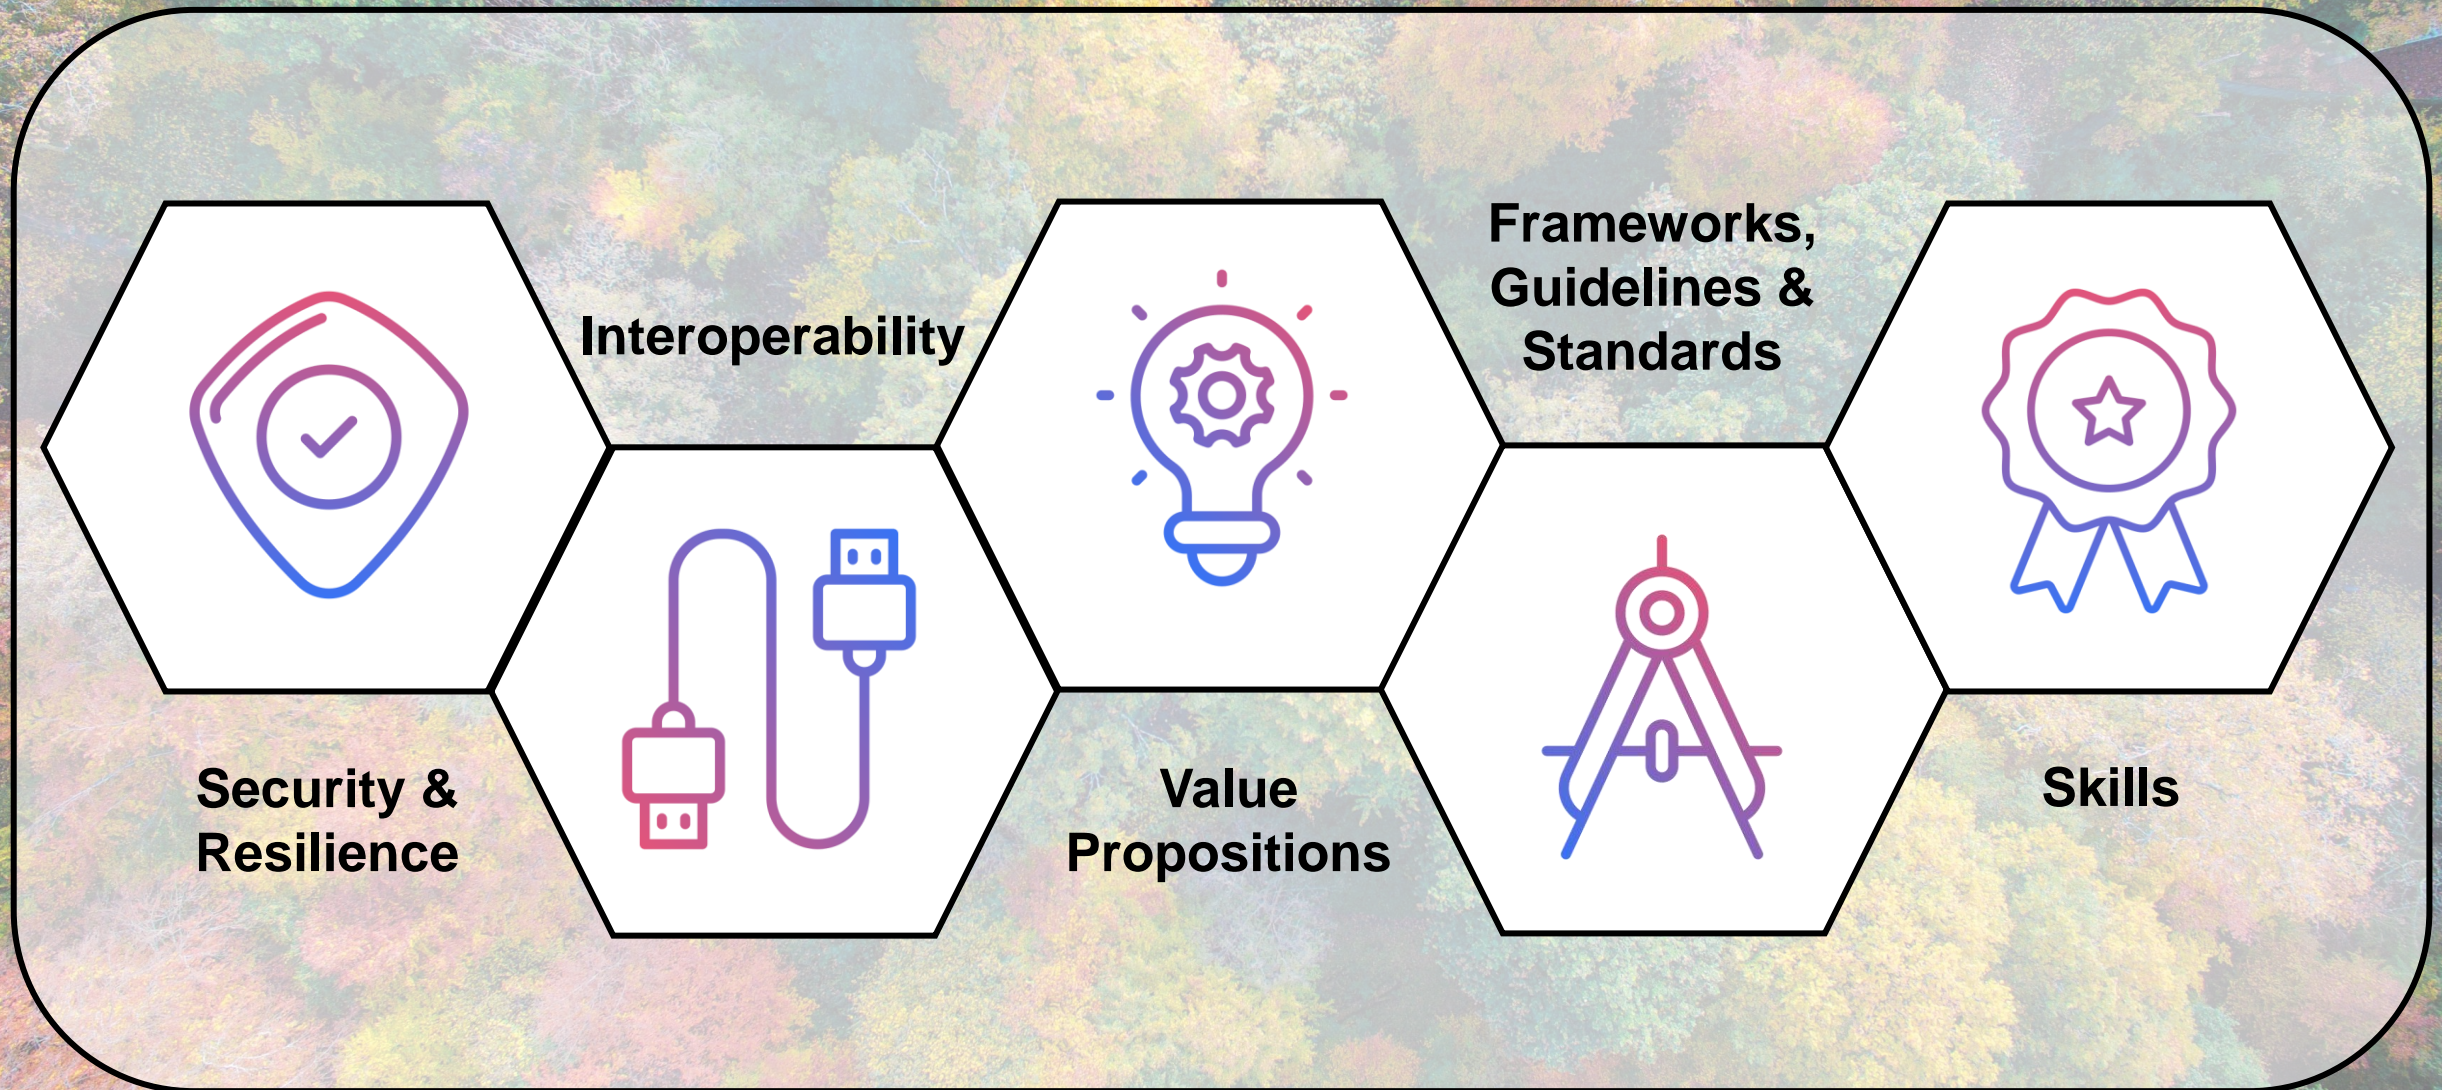 Security &
Resilience
Interoperability
Value
Propositions
Frameworks,
Guidelines &
Standards
Skills